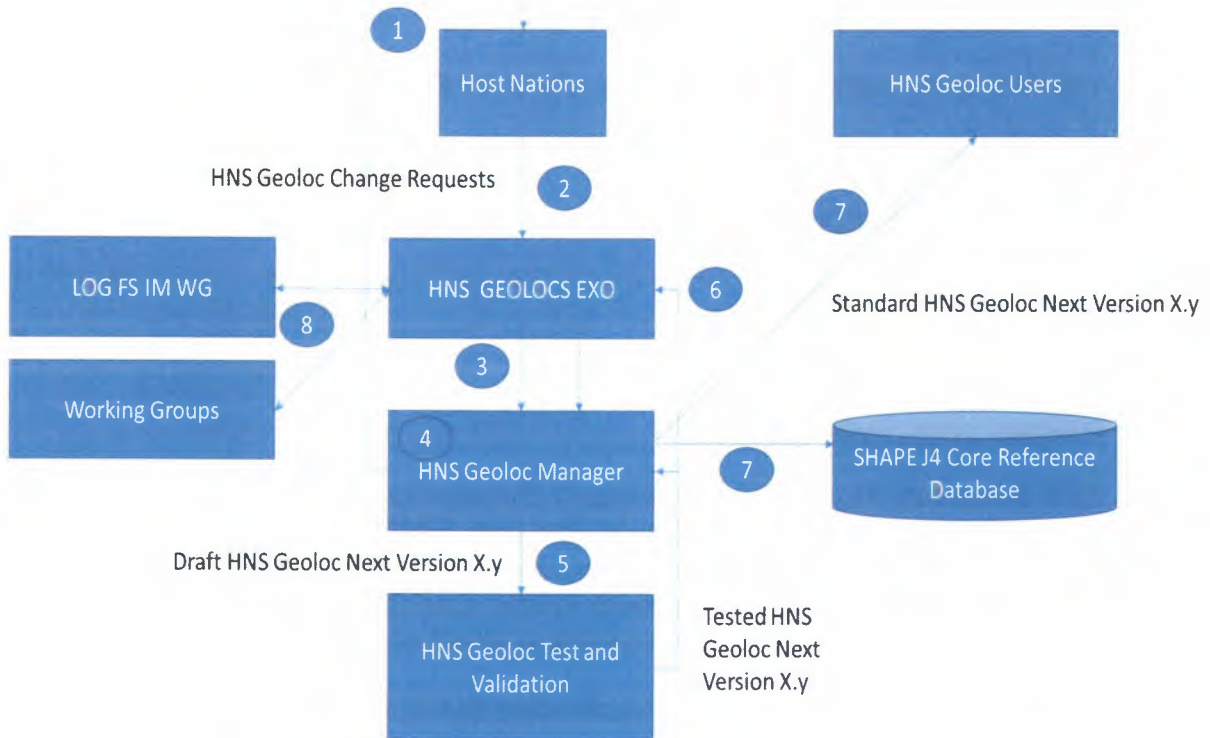 1
Host Nations
HNS Geoloc Users
HNS Geoloc Change Requests
2
7
LOG FS IM WG
HNS GEOLOCS EXO
6
Standard HNS Geoloc Next Version X.y
8
3
Working Groups
4
HNS Geoloc Manager
7
SHAPE J4 Core Reference
Database
Draft HNS Geoloc Next Version X.y
5
HNS Geoloc Test and
Validation
Tested HNS
Geoloc Next
Version X.y